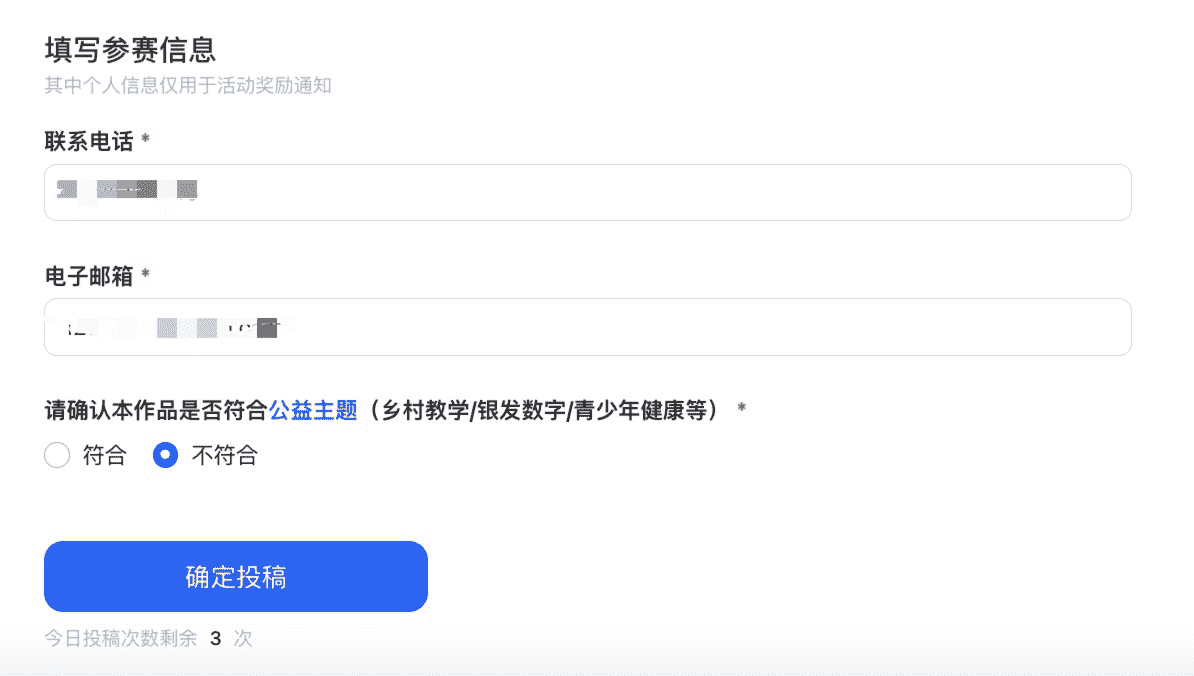 填写参赛信息
其中个人信息仅用于活动奖励通知
联系电话 *
电子邮箱 *
请确认本作品是否符合公益主题（乡村教学/银发数字/青少年健康等） *
符合 不符合
确定投稿
今日投稿次数剩余 3 次